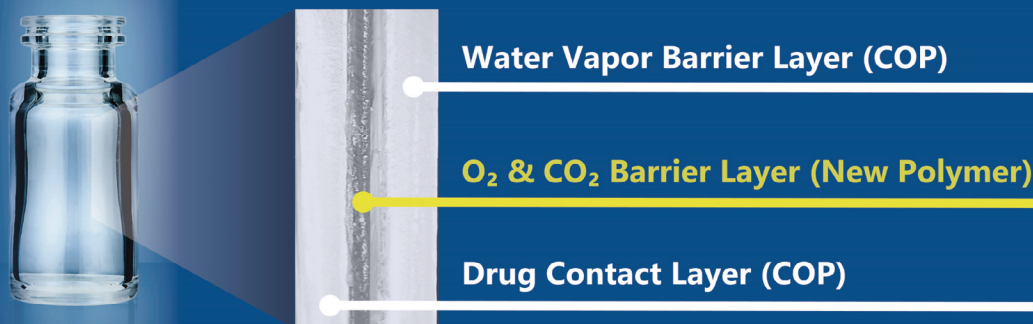 Water Vapor Barrier Layer (COP)
O₂ & CO₂ Barrier Layer (New Polymer)
Drug Contact Layer (COP)